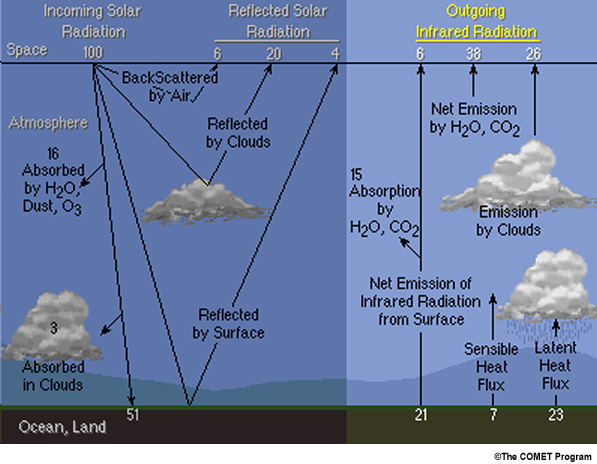 Incoming Solar
Radiation
Reflected Solar
Radiation
Outgoing
Infrared Radiation
Space
100
6
20
4
6
38
26
BackScattered
by Air
Atmosphere
Reflected
by Clouds
Net Emission
by H2O, CO2
16
Absorbed
by H2O,
Dust, O3
15
Absorption
by
H2O, CO2
Emission
by Clouds
Net Emission of
Infrared Radiation
from Surface
Reflected
by Surface
3
Absorbed
in Clouds
Sensible
Heat
Flux
Latent
Heat
Flux
51
21
7
23
Ocean, Land
©The COMET Program